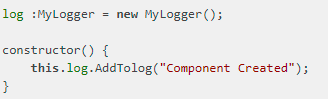 log :MyLogger = new MyLogger();
constructor() {
this.log.AddTolog("Component Created");
}